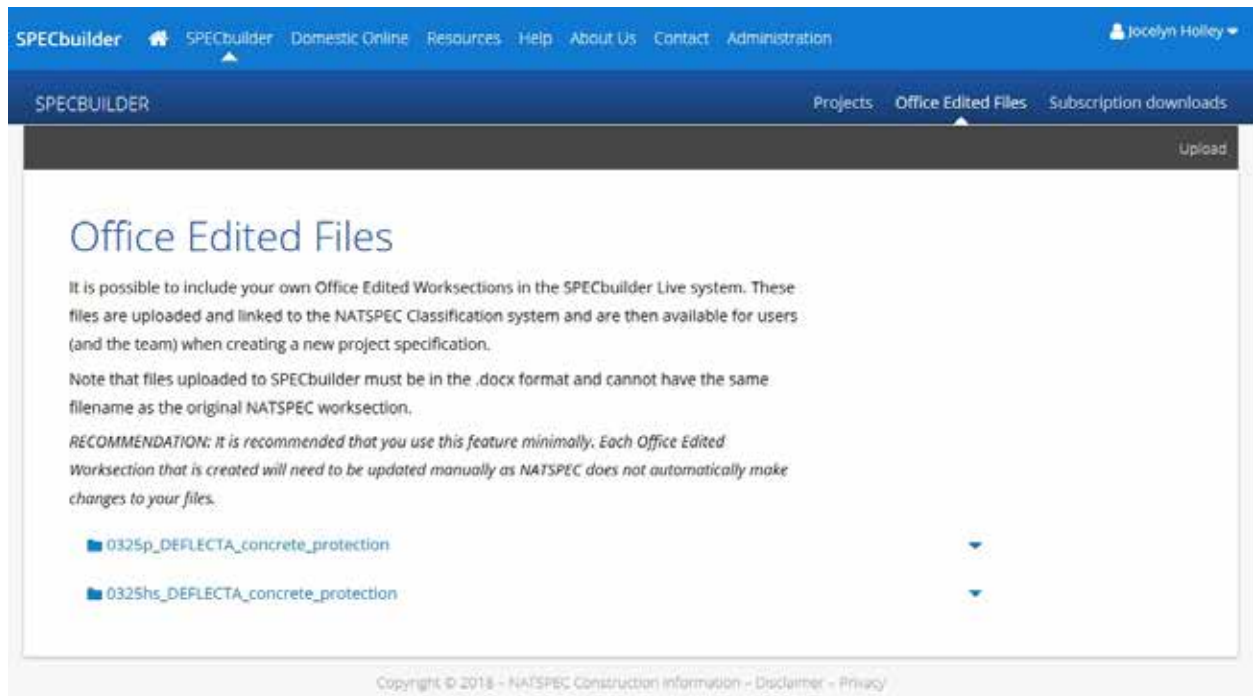 SPECbuilder SPECbuilder Domestic Online Resources Help About Us Contact Administration Jocelyn Holley
SPECBUILDER Projects Office Edited Files Subscription downloads
Upload
Office Edited Files
It is possible to include your own Office Edited Worksections in the SPECbuilder Live system. These
files are uploaded and linked to the NATSPEC Classification system and are then available for users
(and the team) when creating a new project specification.
Note that files uploaded to SPECbuilder must be in the .docx format and cannot have the same
filename as the original NATSPEC worksection.
RECOMMENDATION: It is recommended that you use this feature minimally. Each Office Edited
Worksection that is created will need to be updated manually as NATSPEC does not automatically make
changes to your files.
0325p_DEFLECTA_concrete_protection
0325hs_DEFLECTA_concrete_protection
Copyright © 2018 – NATSPEC Construction Information – Disclaimer – Privacy